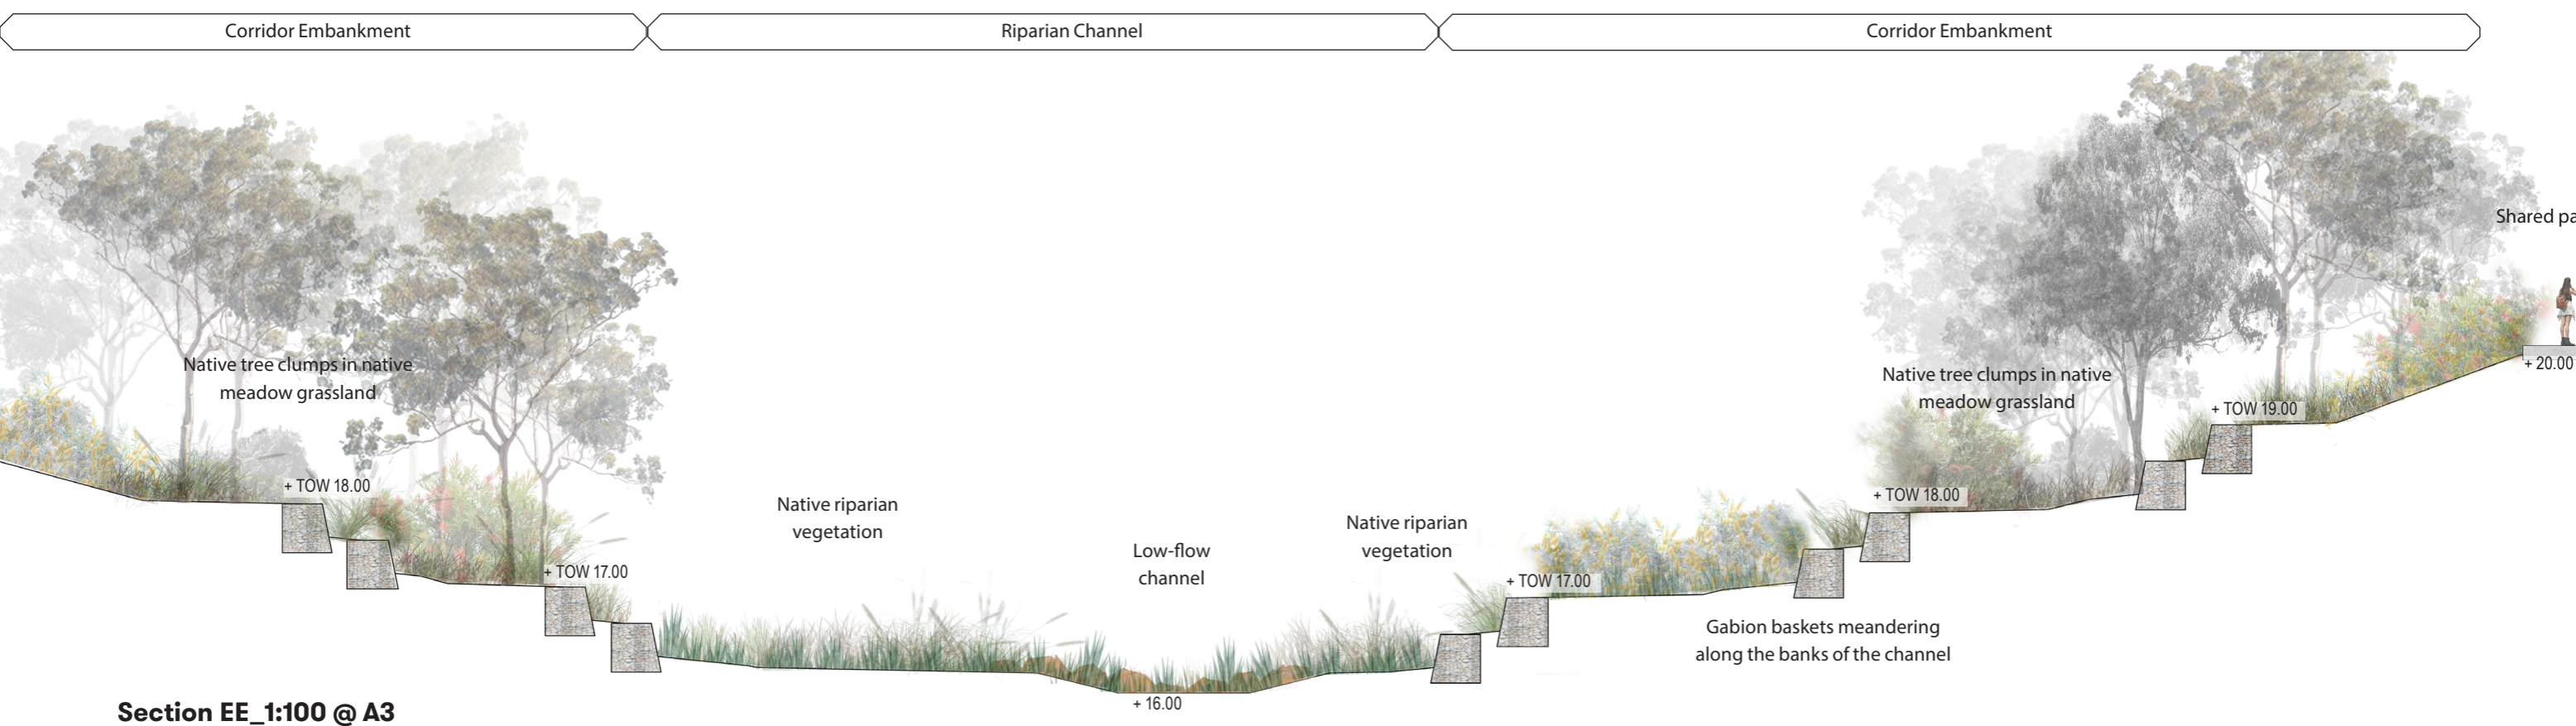 Corridor Embankment
Riparian Channel
Corridor Embankment
Shared
Native tree clumps in native
meadow grassland
Native tree clumps in native
meadow grassland
+ 20.00
+ TOW 19.00
+ TOW 18.00
+ TOW 18.00
Native riparian
vegetation
Native riparian
vegetation
Low-flow
channel
+ TOW 17.00
+ TOW 17.00
Gabion baskets meandering
along the banks of the channel
+ 16.00
Section EE_1:100 @ A3